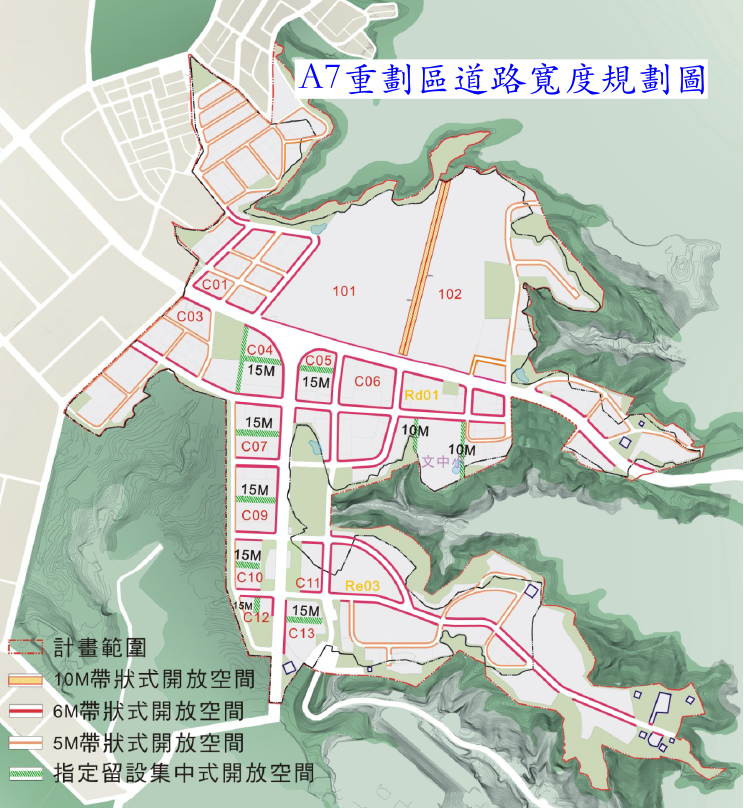 A7重劃區道路寬度規劃圖
C01
101
102
C03
C04
15M
C05
15M
C06
Rd01
15M
C07
10M
10M
文中小
15M
C09
15M
C10
C11
Re03
15M
C12
15M
C13
計畫範圍
10M帶狀式開放空間
6M帶狀式開放空間
5M帶狀式開放空間
指定留設集中式開放空間